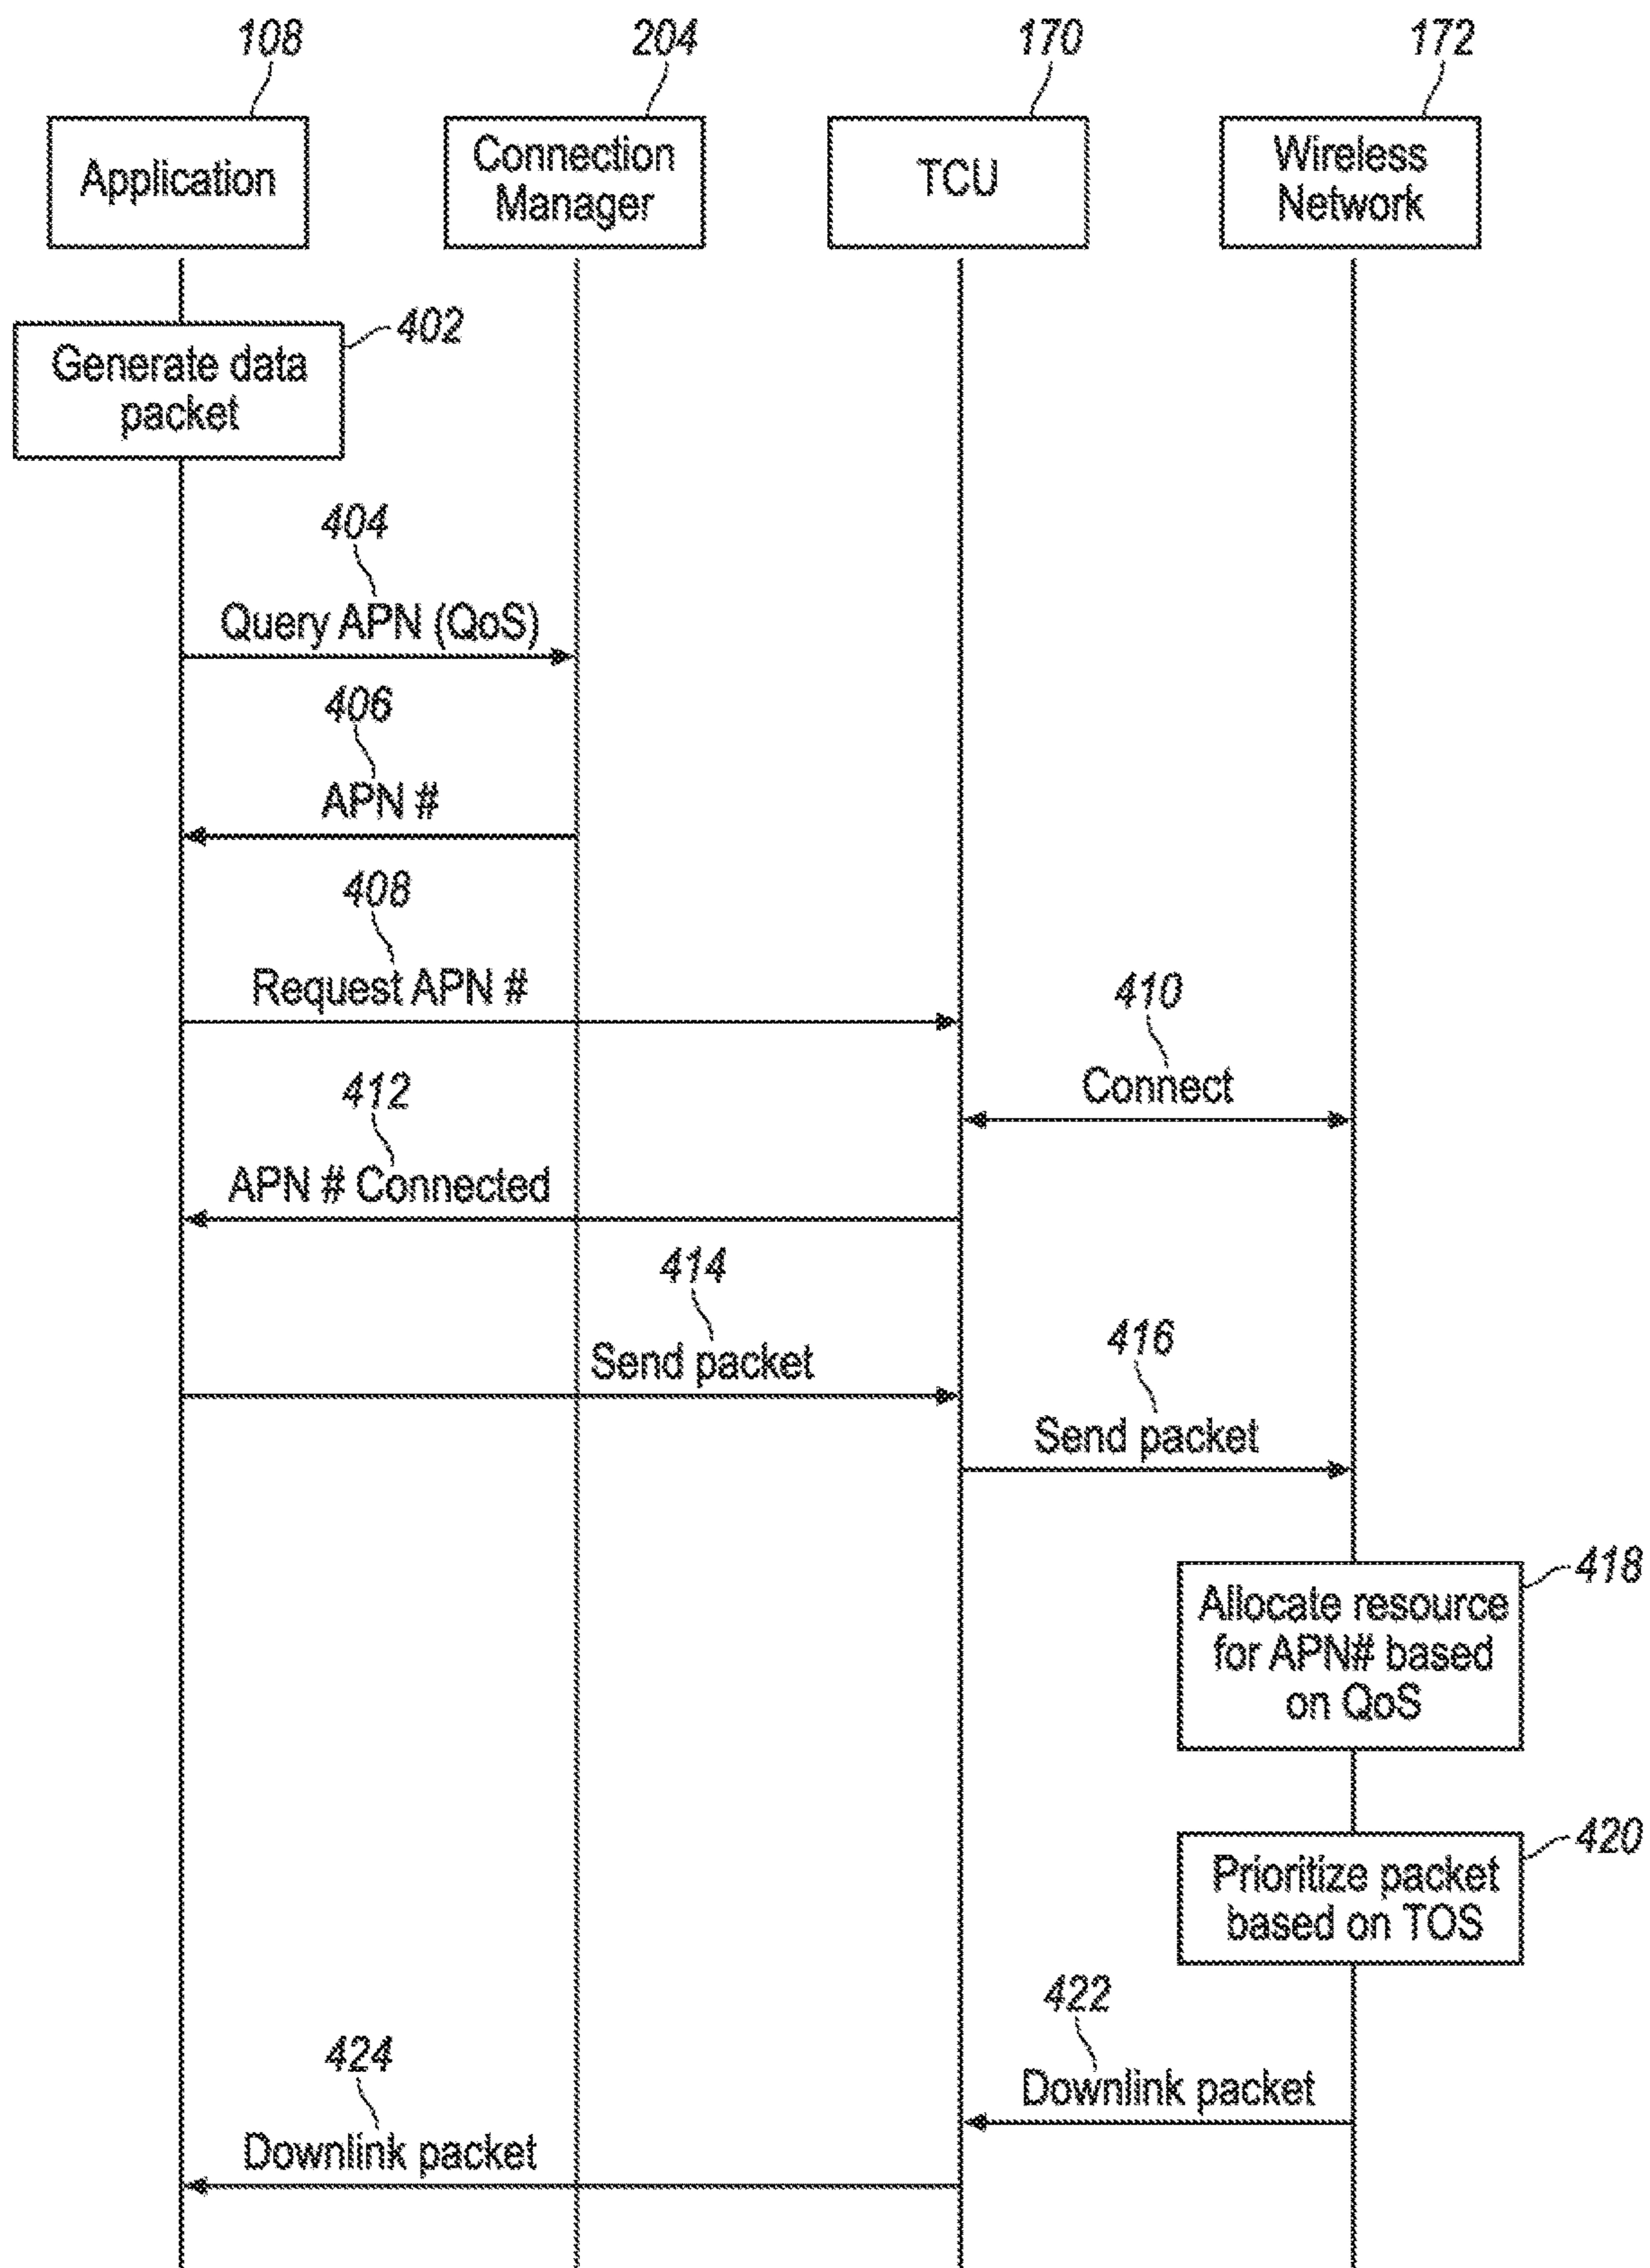 108
204
170
172
Application
Connection
Manager
TCU
Wireless
Network
402
Generate data
packet
404
Query APN (QoS)
406
APN #
408
Request APN #
410
Connect
412
APN # Connected
414
Send packet
416
Send packet
418
Allocate resource
for APN# based
on QoS
420
Prioritize packet
based on TOS
422
Downlink packet
424
Downlink packet